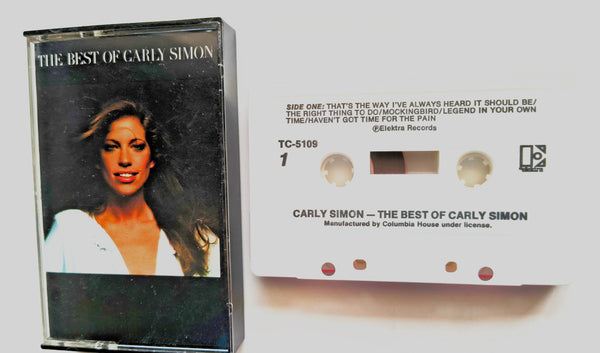 THE BEST OF CARLY SIMON
SIDE ONE: THAT'S THE WAY I'VE ALWAYS HEARD IT SHOULD BE/
THE RIGHT THING TO DO/MOCKINGBIRD/LEGEND IN YOUR OWN
TIME/HAVEN'T GOT TIME FOR THE PAIN
ⓅElektra Records
TC-5109
1
elektra
CARLY SIMON — THE BEST OF CARLY SIMON
Manufactured by Columbia House under license.